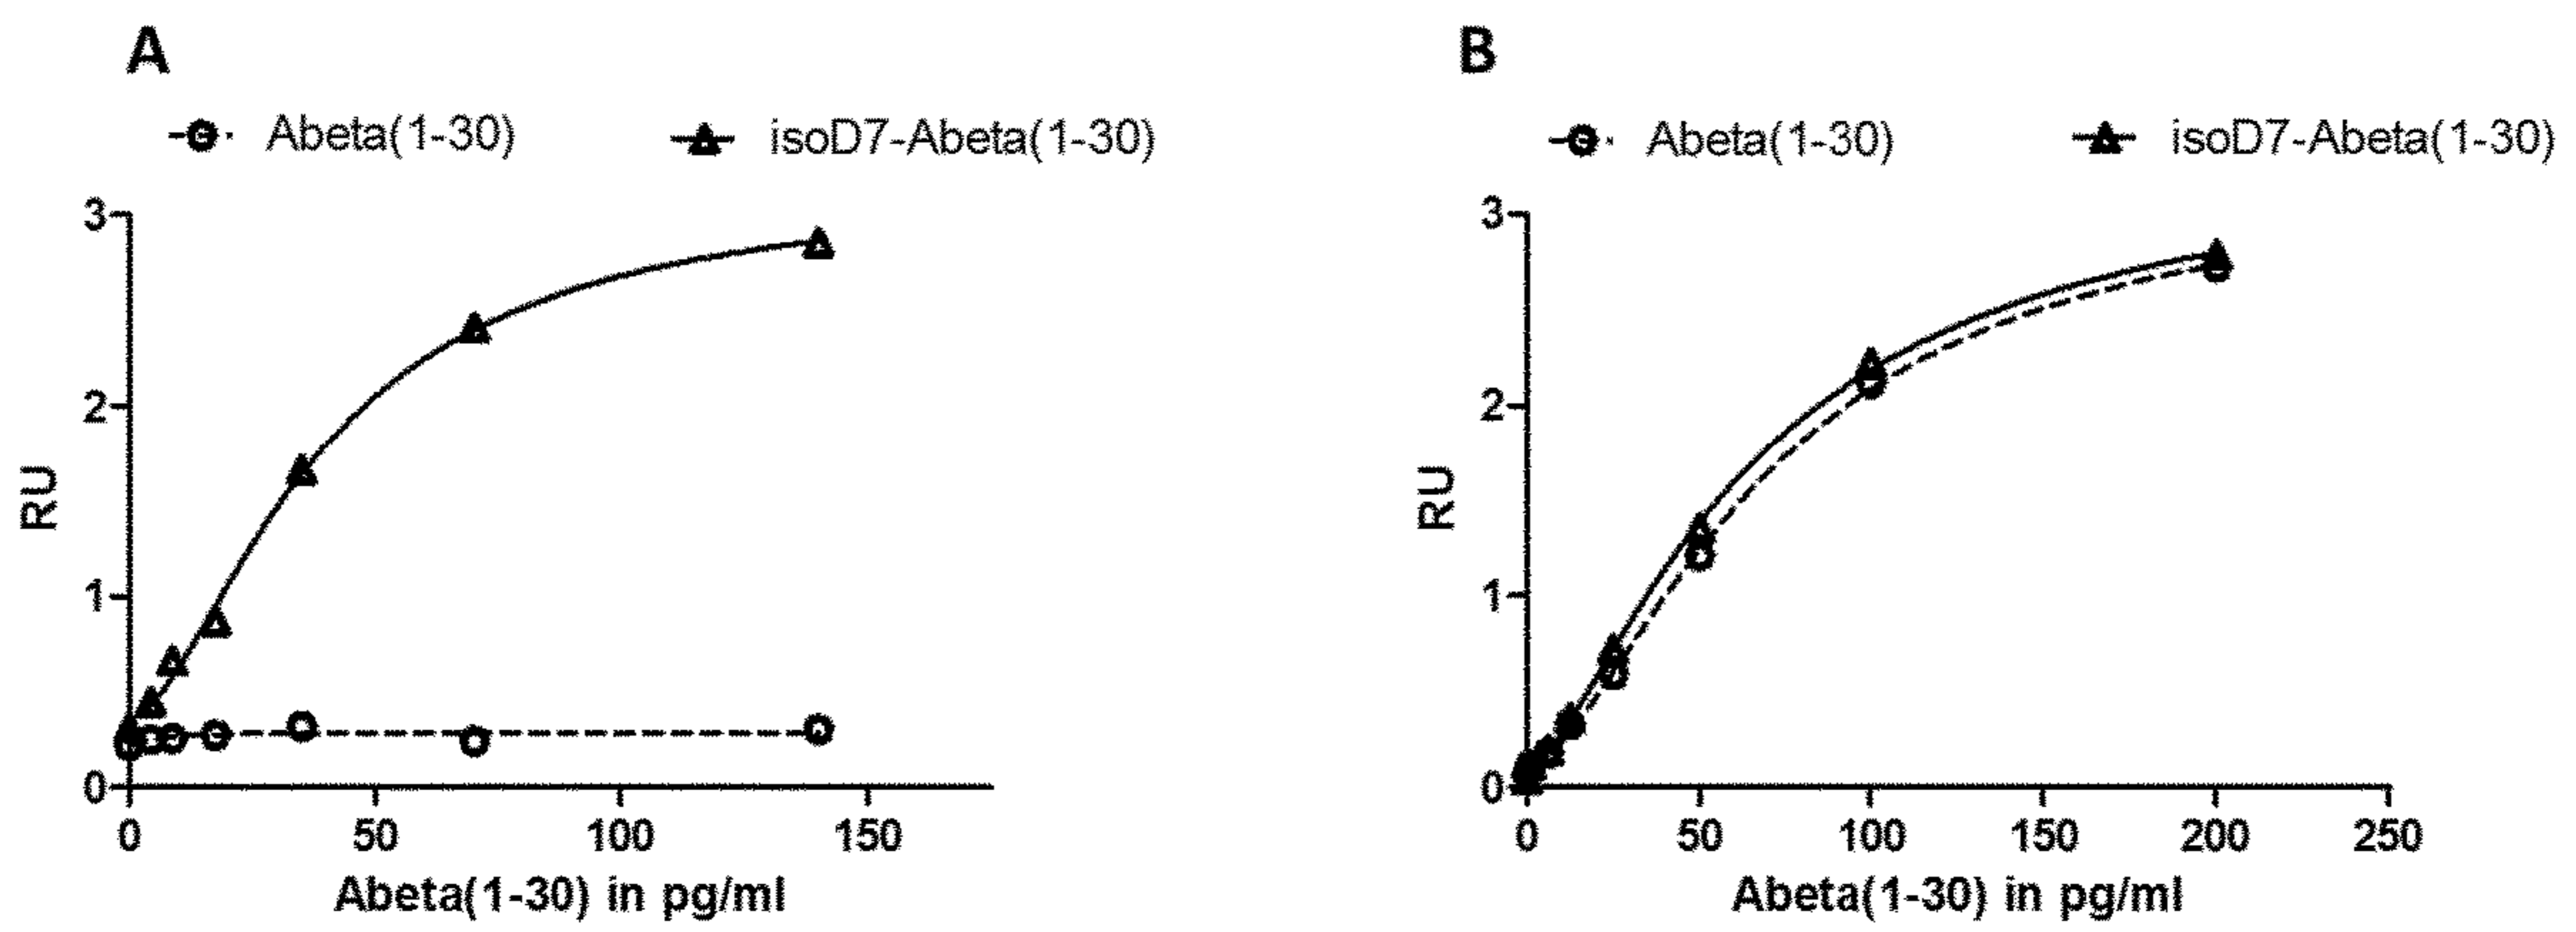 A
Abeta(1-30) isoD7-Abeta(1-30)
3
2
1
0
RU
0 50 100 150
Abeta(1-30) in pg/ml
B
Abeta(1-30) isoD7-Abeta(1-30)
3
2
1
0
RU
0 50 100 150 200 250
Abeta(1-30) in pg/ml